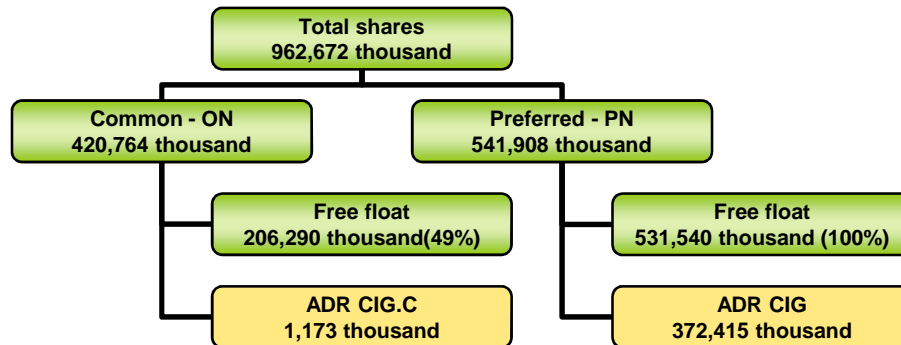 Total shares
962,672 thousand
Common - ON
420,764 thousand
Preferred - PN
541,908 thousand
Free float
206,290 thousand(49%)
Free float
531,540 thousand (100%)
ADR CIG.C
1,173 thousand
ADR CIG
372,415 thousand